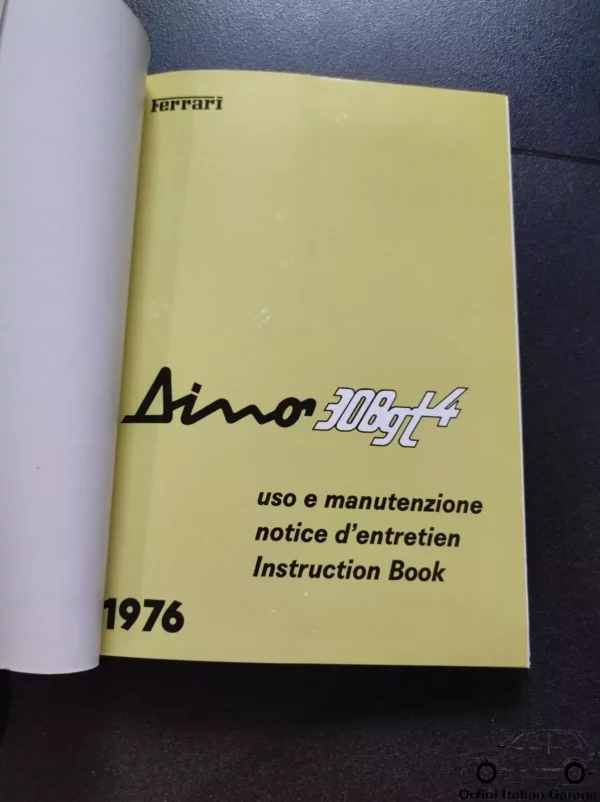 Ferrari
Dino 308gt4
uso e manutenzione
notice d'entretien
Instruction Book
1976
Orfini Italian Garage